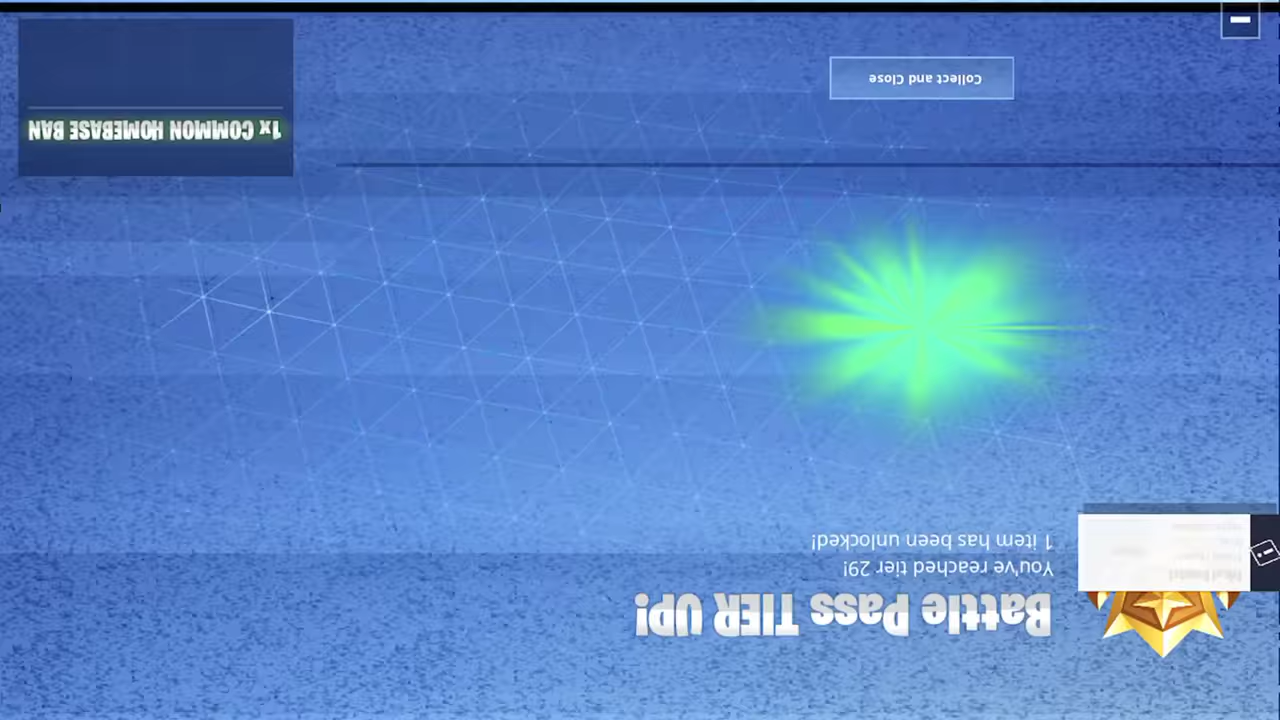 Battle Pass TIER UP!
You've reached tier 29!
1 item has been unlocked!
1x COMMON HOMEBASE BAN
Collect and Close